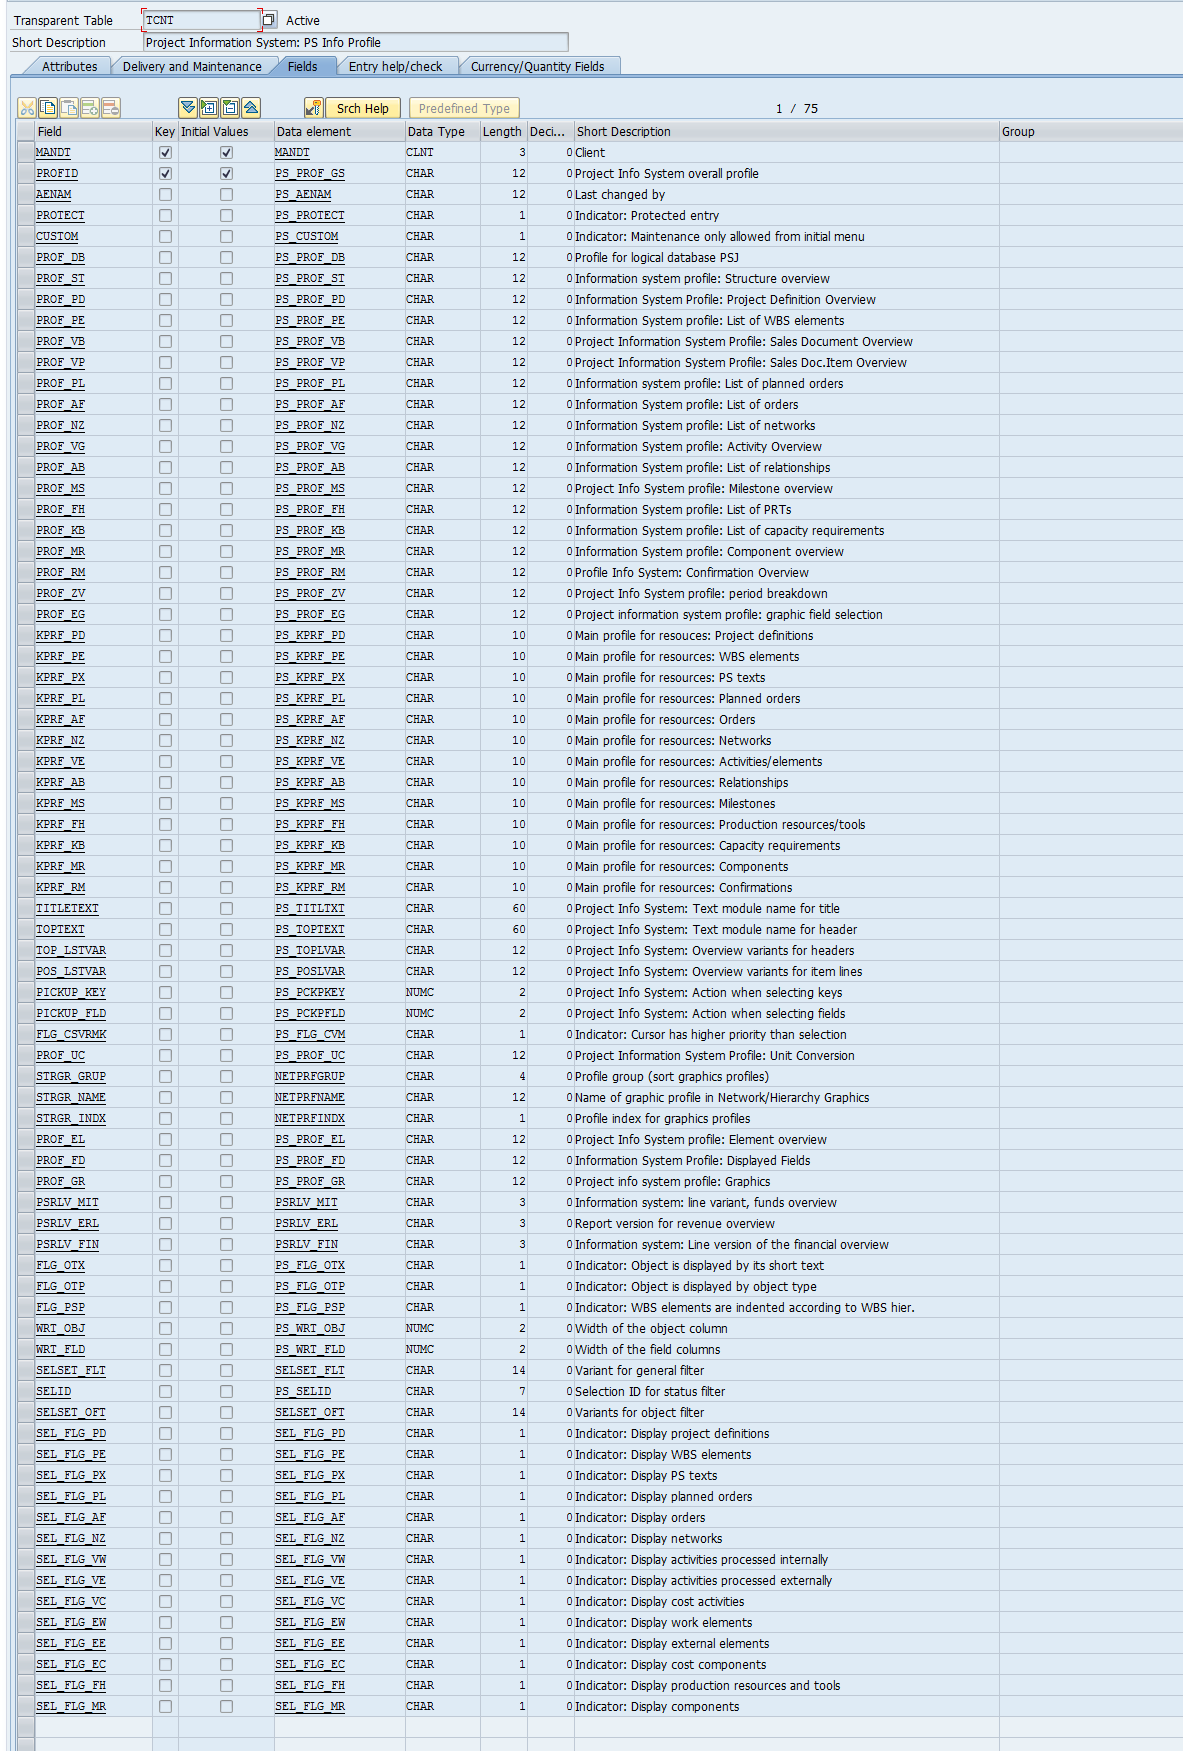 Transparent Table TCNT Active
Short Description Project Information System: PS Info Profile
Attributes Delivery and Maintenance Fields Entry help/check Currency/Quantity Fields
Srch Help Predefined Type 1 / 75
Field Key Initial Values Data element Data Type Length Deci... Short Description Group
MANDT MANDT CLNT 3 0 Client
PROFID PS_PROF_GS CHAR 12 0 Project Info System overall profile
AENAM PS_AENAM CHAR 12 0 Last changed by
PROTECT PS_PROTECT CHAR 1 0 Indicator: Protected entry
CUSTOM PS_CUSTOM CHAR 1 0 Indicator: Maintenance only allowed from initial menu
PROF_DB PS_PROF_DB CHAR 12 0 Profile for logical database PSJ
PROF_ST PS_PROF_ST CHAR 12 0 Information system profile: Structure overview
PROF_PD PS_PROF_PD CHAR 12 0 Information System Profile: Project Definition Overview
PROF_PE PS_PROF_PE CHAR 12 0 Information System profile: List of WBS elements
PROF_VB PS_PROF_VB CHAR 12 0 Project Information System Profile: Sales Document Overview
PROF_VP PS_PROF_VP CHAR 12 0 Project Information System Profile: Sales Doc.Item Overview
PROF_PL PS_PROF_PL CHAR 12 0 Information system profile: List of planned orders
PROF_AF PS_PROF_AF CHAR 12 0 Information System profile: List of orders
PROF_NZ PS_PROF_NZ CHAR 12 0 Information System profile: List of networks
PROF_VG PS_PROF_VG CHAR 12 0 Information System profile: Activity Overview
PROF_AB PS_PROF_AB CHAR 12 0 Information System profile: List of relationships
PROF_MS PS_PROF_MS CHAR 12 0 Project Info System profile: Milestone overview
PROF_FH PS_PROF_FH CHAR 12 0 Information System profile: List of PRTs
PROF_KB PS_PROF_KB CHAR 12 0 Information System profile: List of capacity requirements
PROF_MR PS_PROF_MR CHAR 12 0 Information System profile: Component overview
PROF_RM PS_PROF_RM CHAR 12 0 Profile Info System: Confirmation Overview
PROF_ZV PS_PROF_ZV CHAR 12 0 Project Info System profile: period breakdown
PROF_EG PS_PROF_EG CHAR 12 0 Project information system profile: graphic field selection
KPRF_PD PS_KPRF_PD CHAR 10 0 Main profile for resouces: Project definitions
KPRF_PE PS_KPRF_PE CHAR 10 0 Main profile for resources: WBS elements
KPRF_PX PS_KPRF_PX CHAR 10 0 Main profile for resources: PS texts
KPRF_PL PS_KPRF_PL CHAR 10 0 Main profile for resources: Planned orders
KPRF_AF PS_KPRF_AF CHAR 10 0 Main profile for resources: Orders
KPRF_NZ PS_KPRF_NZ CHAR 10 0 Main profile for resources: Networks
KPRF_VE PS_KPRF_VE CHAR 10 0 Main profile for resources: Activities/elements
KPRF_AB PS_KPRF_AB CHAR 10 0 Main profile for resources: Relationships
KPRF_MS PS_KPRF_MS CHAR 10 0 Main profile for resources: Milestones
KPRF_FH PS_KPRF_FH CHAR 10 0 Main profile for resources: Production resources/tools
KPRF_KB PS_KPRF_KB CHAR 10 0 Main profile for resources: Capacity requirements
KPRF_MR PS_KPRF_MR CHAR 10 0 Main profile for resources: Components
KPRF_RM PS_KPRF_RM CHAR 10 0 Main profile for resources: Confirmations
TITLETEXT PS_TITLTXT CHAR 60 0 Project Info System: Text module name for title
TOPTEXT PS_TOPTEXT CHAR 60 0 Project Info System: Text module name for header
TOP_LSTVAR PS_TOPLVAR CHAR 12 0 Project Info System: Overview variants for headers
POS_LSTVAR PS_POSLVAR CHAR 12 0 Project Info System: Overview variants for item lines
PICKUP_KEY PS_PCKPKEY NUMC 2 0 Project Info System: Action when selecting keys
PICKUP_FLD PS_PCKPFLD NUMC 2 0 Project Info System: Action when selecting fields
FLG_CSVRMK PS_FLG_CVM CHAR 1 0 Indicator: Cursor has higher priority than selection
PROF_UC PS_PROF_UC CHAR 12 0 Project Information System Profile: Unit Conversion
STRGR_GRUP NETPRFGRUP CHAR 4 0 Profile group (sort graphics profiles)
STRGR_NAME NETPRFNAME CHAR 12 0 Name of graphic profile in Network/Hierarchy Graphics
STRGR_INDX NETPRFINDX CHAR 1 0 Profile index for graphics profiles
PROF_EL PS_PROF_EL CHAR 12 0 Project Info System profile: Element overview
PROF_FD PS_PROF_FD CHAR 12 0 Information System Profile: Displayed Fields
PROF_GR PS_PROF_GR CHAR 12 0 Project info system profile: Graphics
PSRLV_MIT PSRLV_MIT CHAR 3 0 Information system: line variant, funds overview
PSRLV_ERL PSRLV_ERL CHAR 3 0 Report version for revenue overview
PSRLV_FIN PSRLV_FIN CHAR 3 0 Information system: Line version of the financial overview
FLG_OTX PS_FLG_OTX CHAR 1 0 Indicator: Object is displayed by its short text
FLG_OTP PS_FLG_OTP CHAR 1 0 Indicator: Object is displayed by object type
FLG_PSP PS_FLG_PSP CHAR 1 0 Indicator: WBS elements are indented according to WBS hier.
WRT_OBJ PS_WRT_OBJ NUMC 2 0 Width of the object column
WRT_FLD PS_WRT_FLD NUMC 2 0 Width of the field columns
SELSET_FLT SELSET_FLT CHAR 14 0 Variant for general filter
SELID PS_SELID CHAR 7 0 Selection ID for status filter
SELSET_OFT SELSET_OFT CHAR 14 0 Variants for object filter
SEL_FLG_PD SEL_FLG_PD CHAR 1 0 Indicator: Display project definitions
SEL_FLG_PE SEL_FLG_PE CHAR 1 0 Indicator: Display WBS elements
SEL_FLG_PX SEL_FLG_PX CHAR 1 0 Indicator: Display PS texts
SEL_FLG_PL SEL_FLG_PL CHAR 1 0 Indicator: Display planned orders
SEL_FLG_AF SEL_FLG_AF CHAR 1 0 Indicator: Display orders
SEL_FLG_NZ SEL_FLG_NZ CHAR 1 0 Indicator: Display networks
SEL_FLG_VW SEL_FLG_VW CHAR 1 0 Indicator: Display activities processed internally
SEL_FLG_VE SEL_FLG_VE CHAR 1 0 Indicator: Display activities processed externally
SEL_FLG_VC SEL_FLG_VC CHAR 1 0 Indicator: Display cost activities
SEL_FLG_EW SEL_FLG_EW CHAR 1 0 Indicator: Display work elements
SEL_FLG_EE SEL_FLG_EE CHAR 1 0 Indicator: Display external elements
SEL_FLG_EC SEL_FLG_EC CHAR 1 0 Indicator: Display cost components
SEL_FLG_FH SEL_FLG_FH CHAR 1 0 Indicator: Display production resources and tools
SEL_FLG_MR SEL_FLG_MR CHAR 1 0 Indicator: Display components